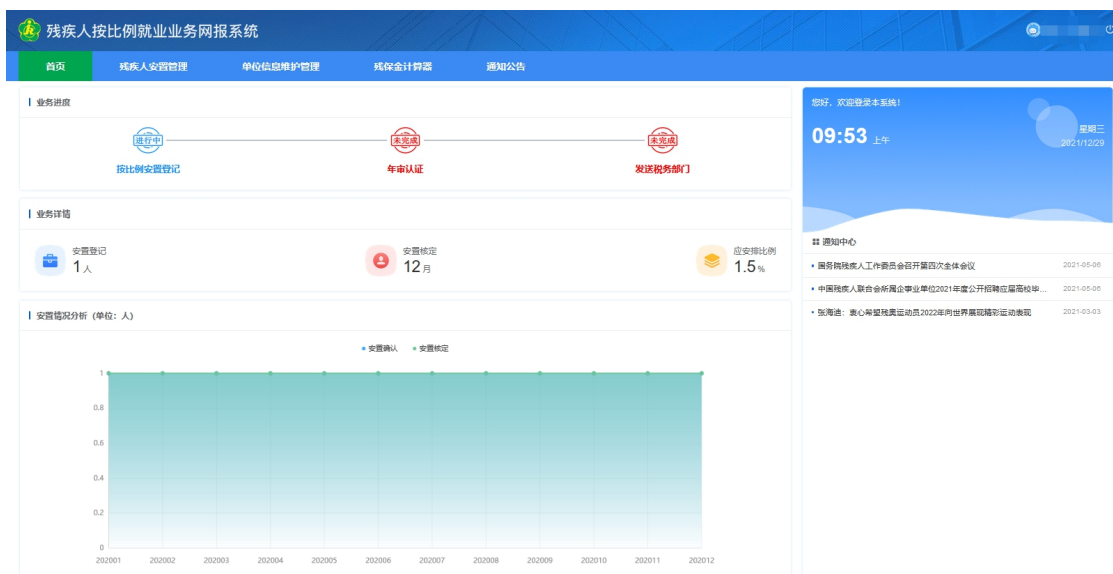 残疾人按比例就业业务网报系统
首页 残疾人安置管理 单位信息维护管理 残保金计算器 通知公告
业务进度
进行中 未完成 未完成
按比例安置登记 年审认证 发送税务部门
您好，欢迎登录本系统！
09:53 上午
星期三
2021/12/29
业务详情
安置登记
1人
安置核定
12月
应安排比例
1.5%
通知中心
国务院残疾人工作委员会召开第四次全体会议 2021-05-06
中国残疾人联合会所属企事业单位2021年度公开招聘应届高校毕... 2021-05-06
张海迪：衷心希望残奥运动员2022年向世界展现精彩运动表现 2021-03-03
安置情况分析（单位：人）
安置确认 安置核定
1
0.8
0.6
0.4
0.2
0
202001 202002 202003 202004 202005 202006 202007 202008 202009 202010 202011 202012